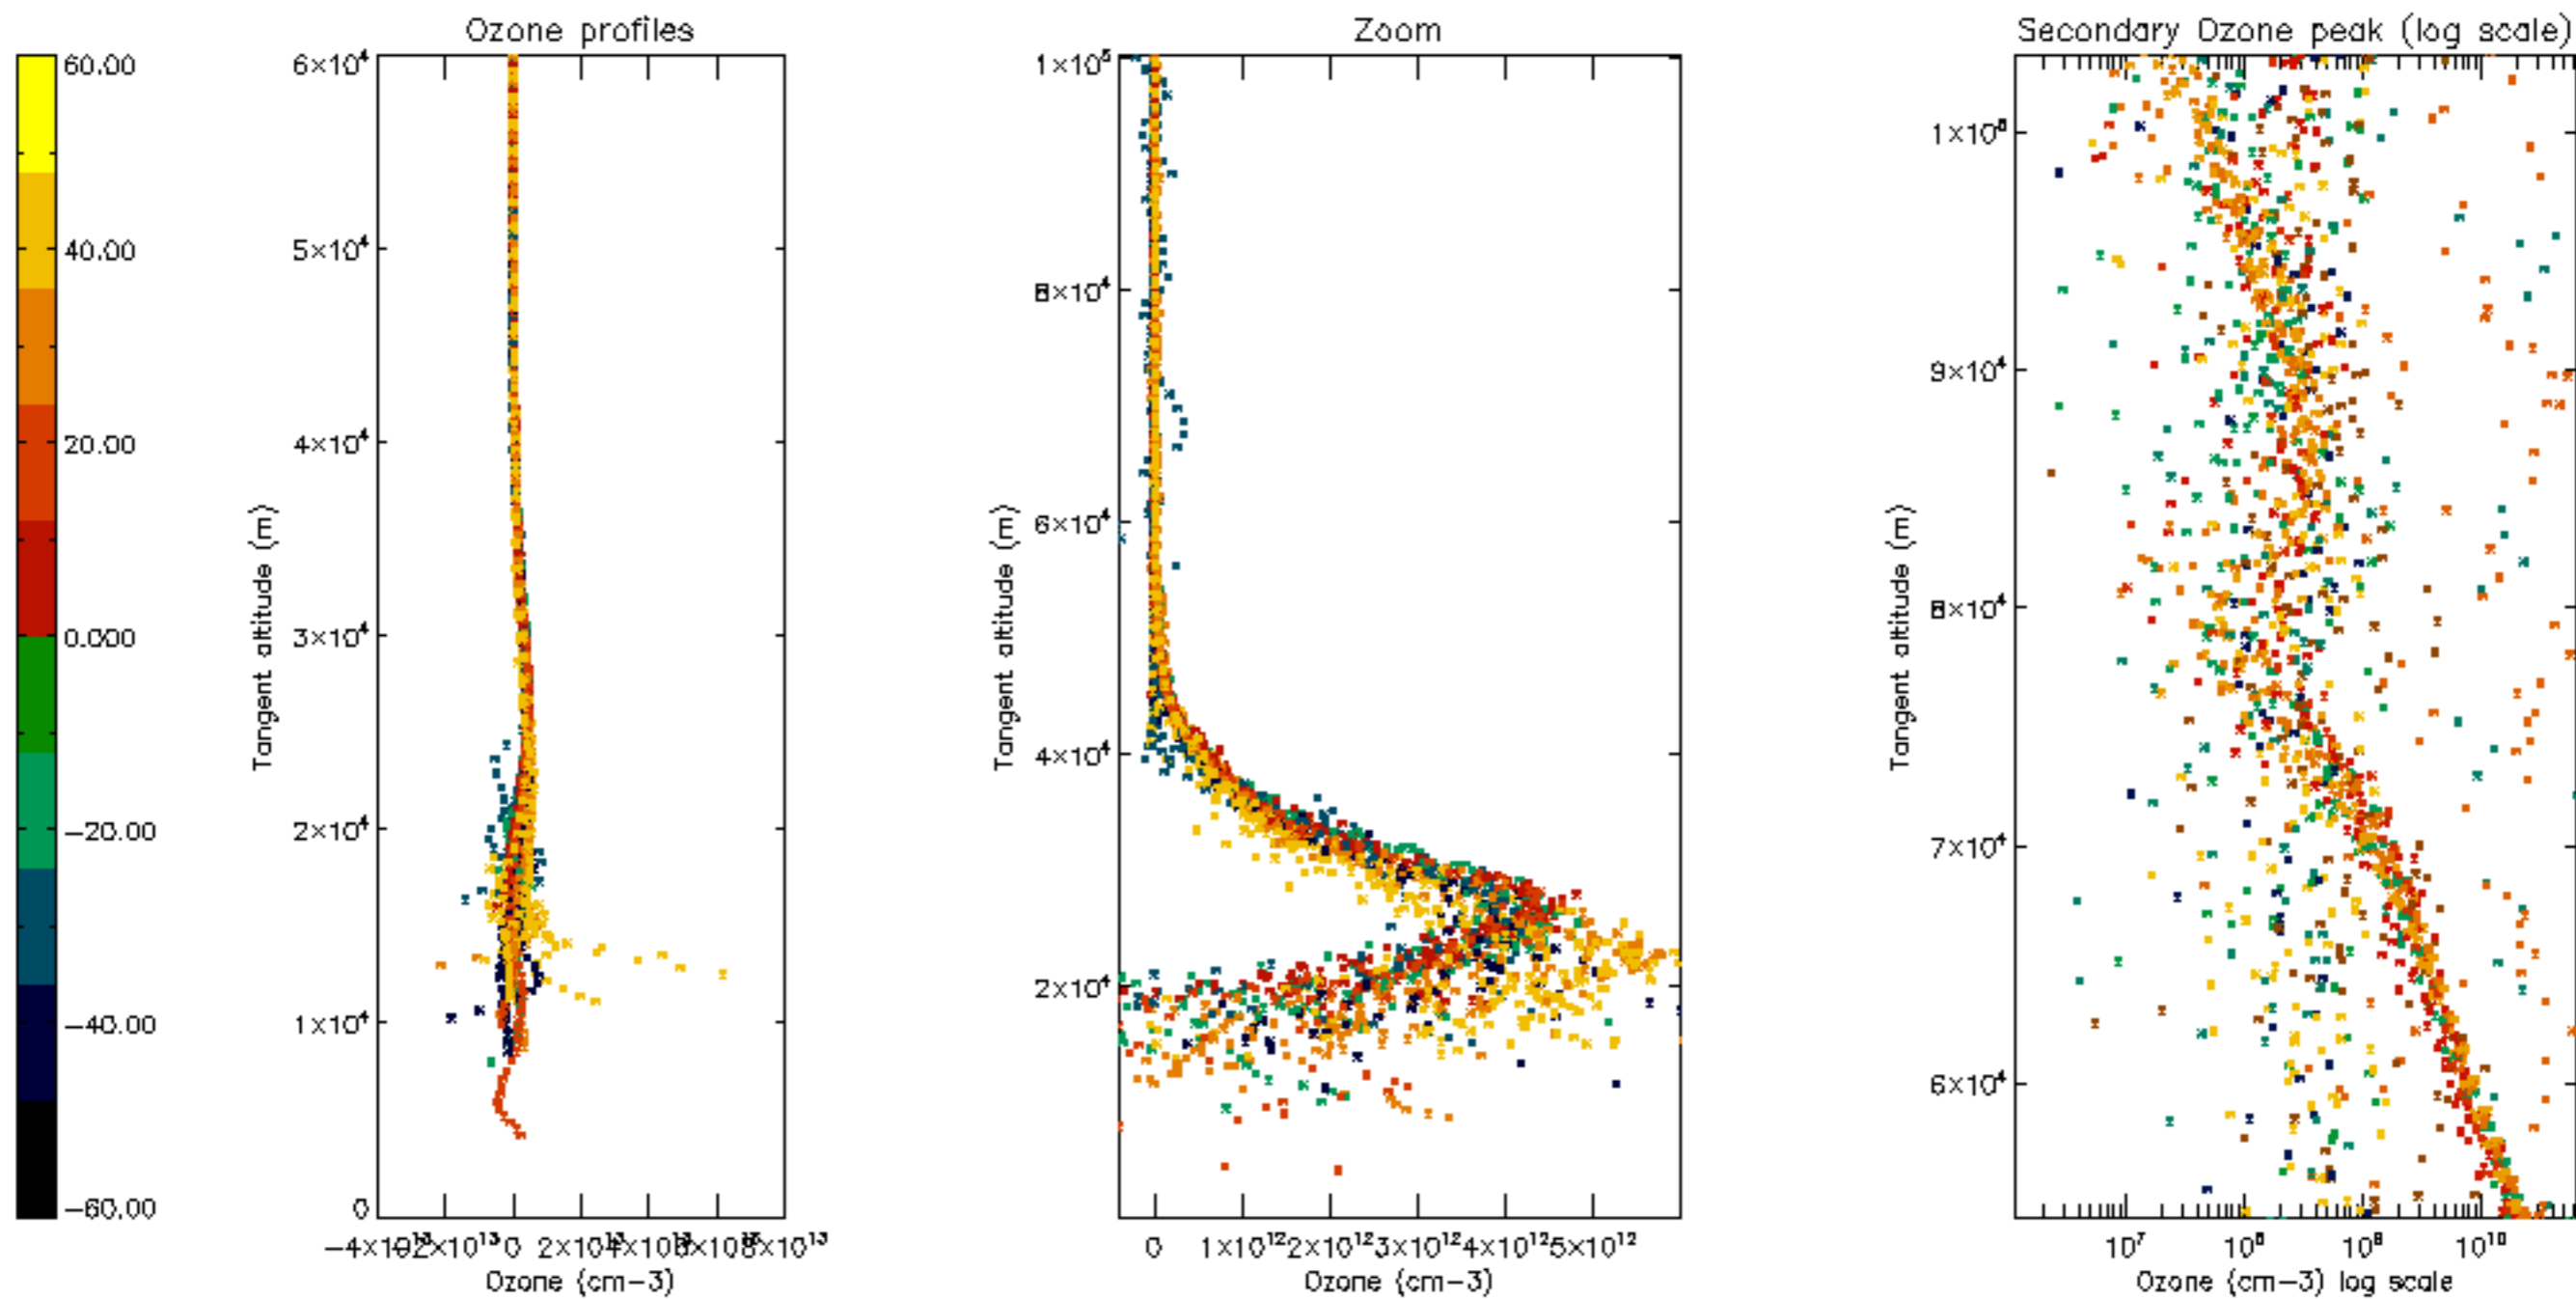 Ozone profiles
Zoom
Secondary Ozone peak (log scale)
60.00
40.00
20.00
0.000
-20.00
-40.00
-60.00
6×10⁴
5×10⁴
4×10⁴
3×10⁴
2×10⁴
1×10⁴
0
Tangent altitude (m)
0
2×10¹³
Ozone (cm-3)
1×10⁵
8×10⁴
6×10⁴
4×10⁴
2×10⁴
Tangent altitude (m)
0 1×10¹² 2×10¹² 3×10¹² 4×10¹² 5×10¹²
Ozone (cm-3)
9×10⁴
8×10⁴
7×10⁴
6×10⁴
Tangent altitude (m)
10⁷ 10⁸ 10⁹ 10¹⁰
Ozone (cm-3) log scale